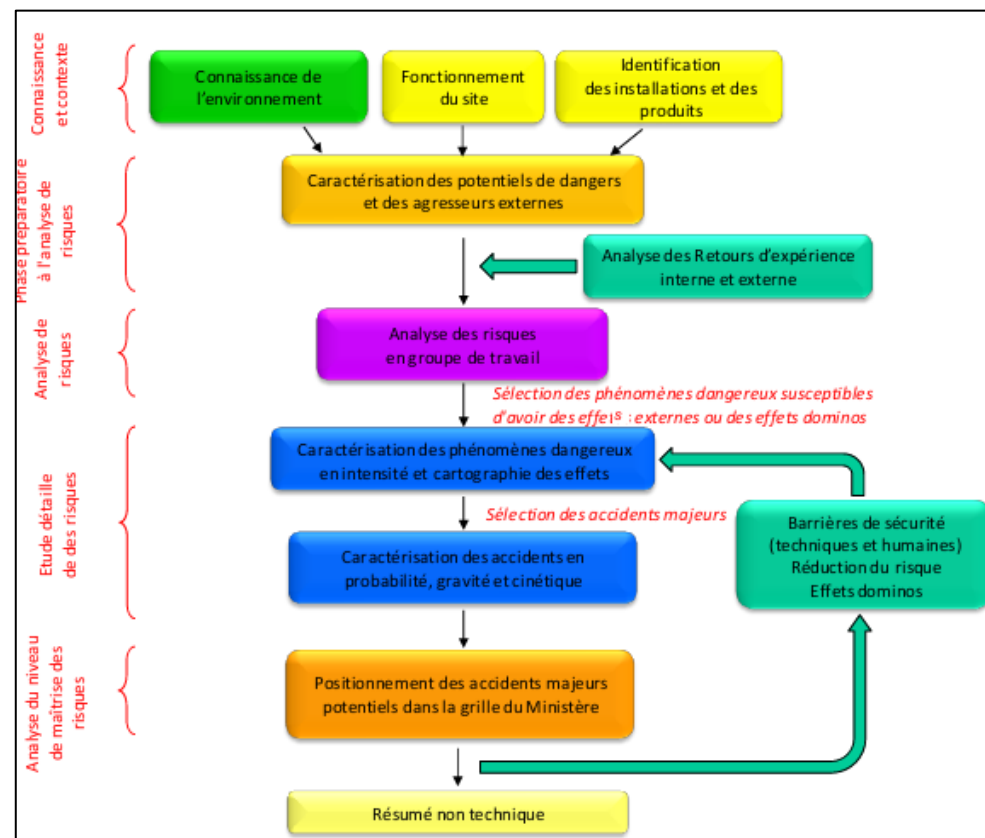 Connaissance
et contexte
Connaissance de
l'environnement
Fonctionnement
du site
Identification
des installations et des
produits
Phase préparatoire
à l'analyse de
risques
Caractérisation des potentiels de dangers
et des agresseurs externes
Analyse des Retours d'expérience
interne et externe
Analyse de
risques
Analyse des risques
en groupe de travail
Sélection des phénomènes dangereux susceptibles
d'avoir des effets : externes ou des effets dominos
Etude détaille
de des risques
Caractérisation des phénomènes dangereux
en intensité et cartographie des effets
Sélection des accidents majeurs
Caractérisation des accidents en
probabilité, gravité et cinétique
Barrières de sécurité
(techniques et humaines)
Réduction du risque
Effets dominos
Analyse du niveau
de maîtrise des
risques
Positionnement des accidents majeurs
potentiels dans la grille du Ministère
Résumé non technique